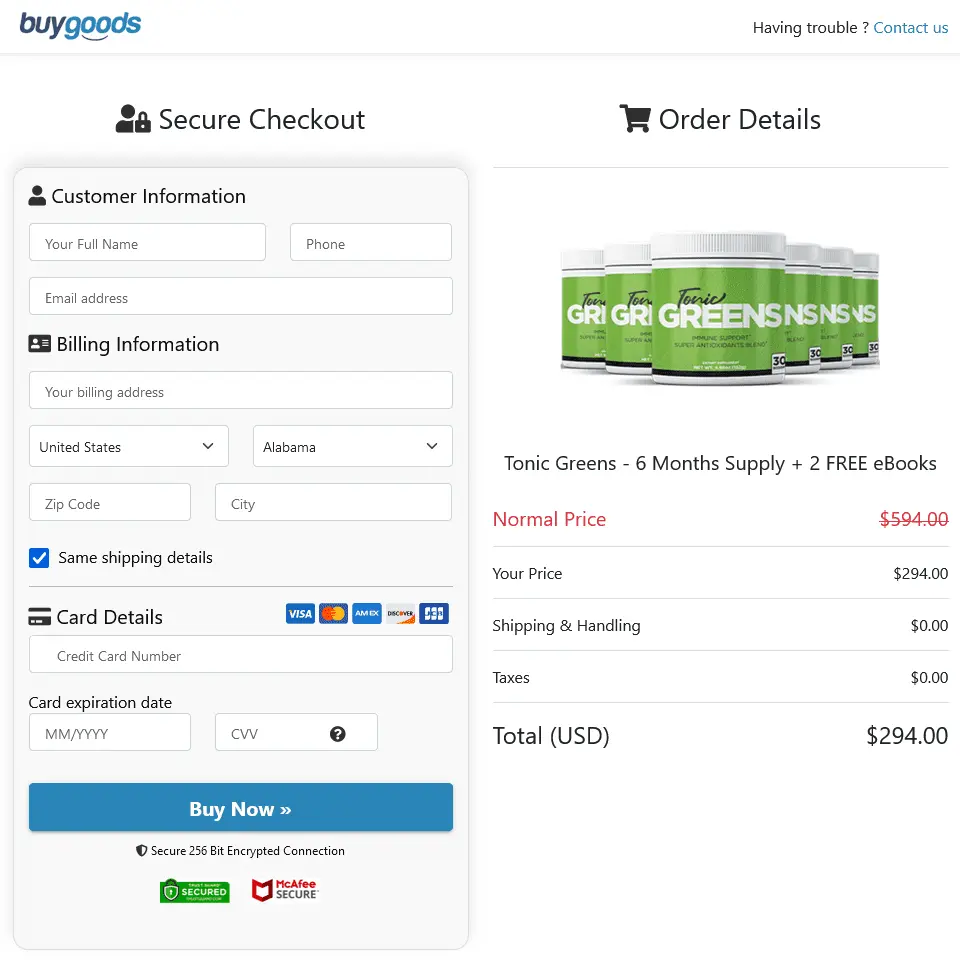 buygoods
Having trouble ? Contact us
Secure Checkout
Customer Information
Your Full Name
Phone
Email address
Billing Information
Your billing address
United States
Alabama
Zip Code
City
Same shipping details
Card Details
VISA
AMEX
DISCOVER
JCB
Credit Card Number
Card expiration date
MM/YYYY
CVV
Buy Now »
Secure 256 Bit Encrypted Connection
TRUST GUARD
SECURED
McAfee
SECURE
Order Details
Tonic
GREENS
IMMUNE SUPPORT
SUPER ANTIOXIDANTS BLEND
DIETARY SUPPLEMENT
30
Tonic Greens - 6 Months Supply + 2 FREE eBooks
Normal Price $594.00
Your Price $294.00
Shipping & Handling $0.00
Taxes $0.00
Total (USD) $294.00